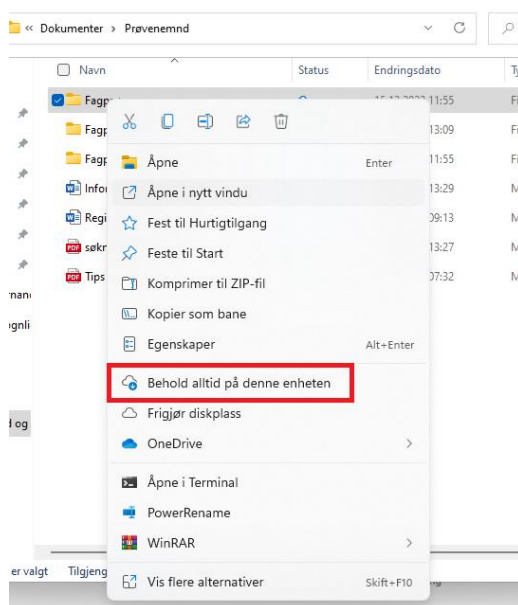 « Dokumenter › Prøvenemnd
Navn Status Endringsdato
11:55
13:09
Åpne Enter 11:55
Åpne i nytt vindu 13:29
Fest til Hurtigtilgang 09:13
Feste til Start 13:27
Tips Komprimer til ZIP-fil 07:32
Kopier som bane
Egenskaper Alt+Enter
Behold alltid på denne enheten
Frigjør diskplass
OneDrive
Åpne i Terminal
PowerRename
WinRAR
er valgt
Vis flere alternativer Skift+F10